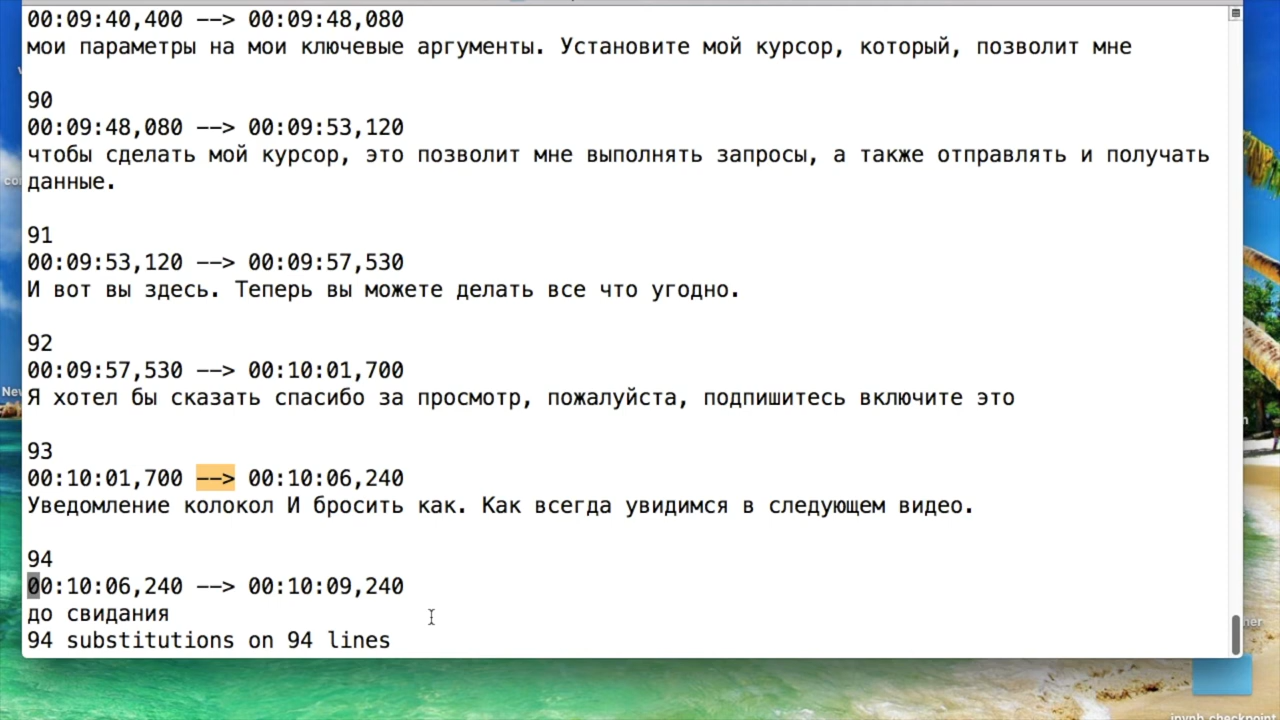 00:09:40,400 --> 00:09:48,080
мои параметры на мои ключевые аргументы. Установите мой курсор, который, позволит мне
90
00:09:48,080 --> 00:09:53,120
чтобы сделать мой курсор, это позволит мне выполнять запросы, а также отправлять и получать
данные.
91
00:09:53,120 --> 00:09:57,530
И вот вы здесь. Теперь вы можете делать все что угодно.
92
00:09:57,530 --> 00:10:01,700
Я хотел бы сказать спасибо за просмотр, пожалуйста, подпишитесь включите это
93
00:10:01,700 --> 00:10:06,240
Уведомление колокол И бросить как. Как всегда увидимся в следующем видео.
94
00:10:06,240 --> 00:10:09,240
до свидания
94 substitutions on 94 lines